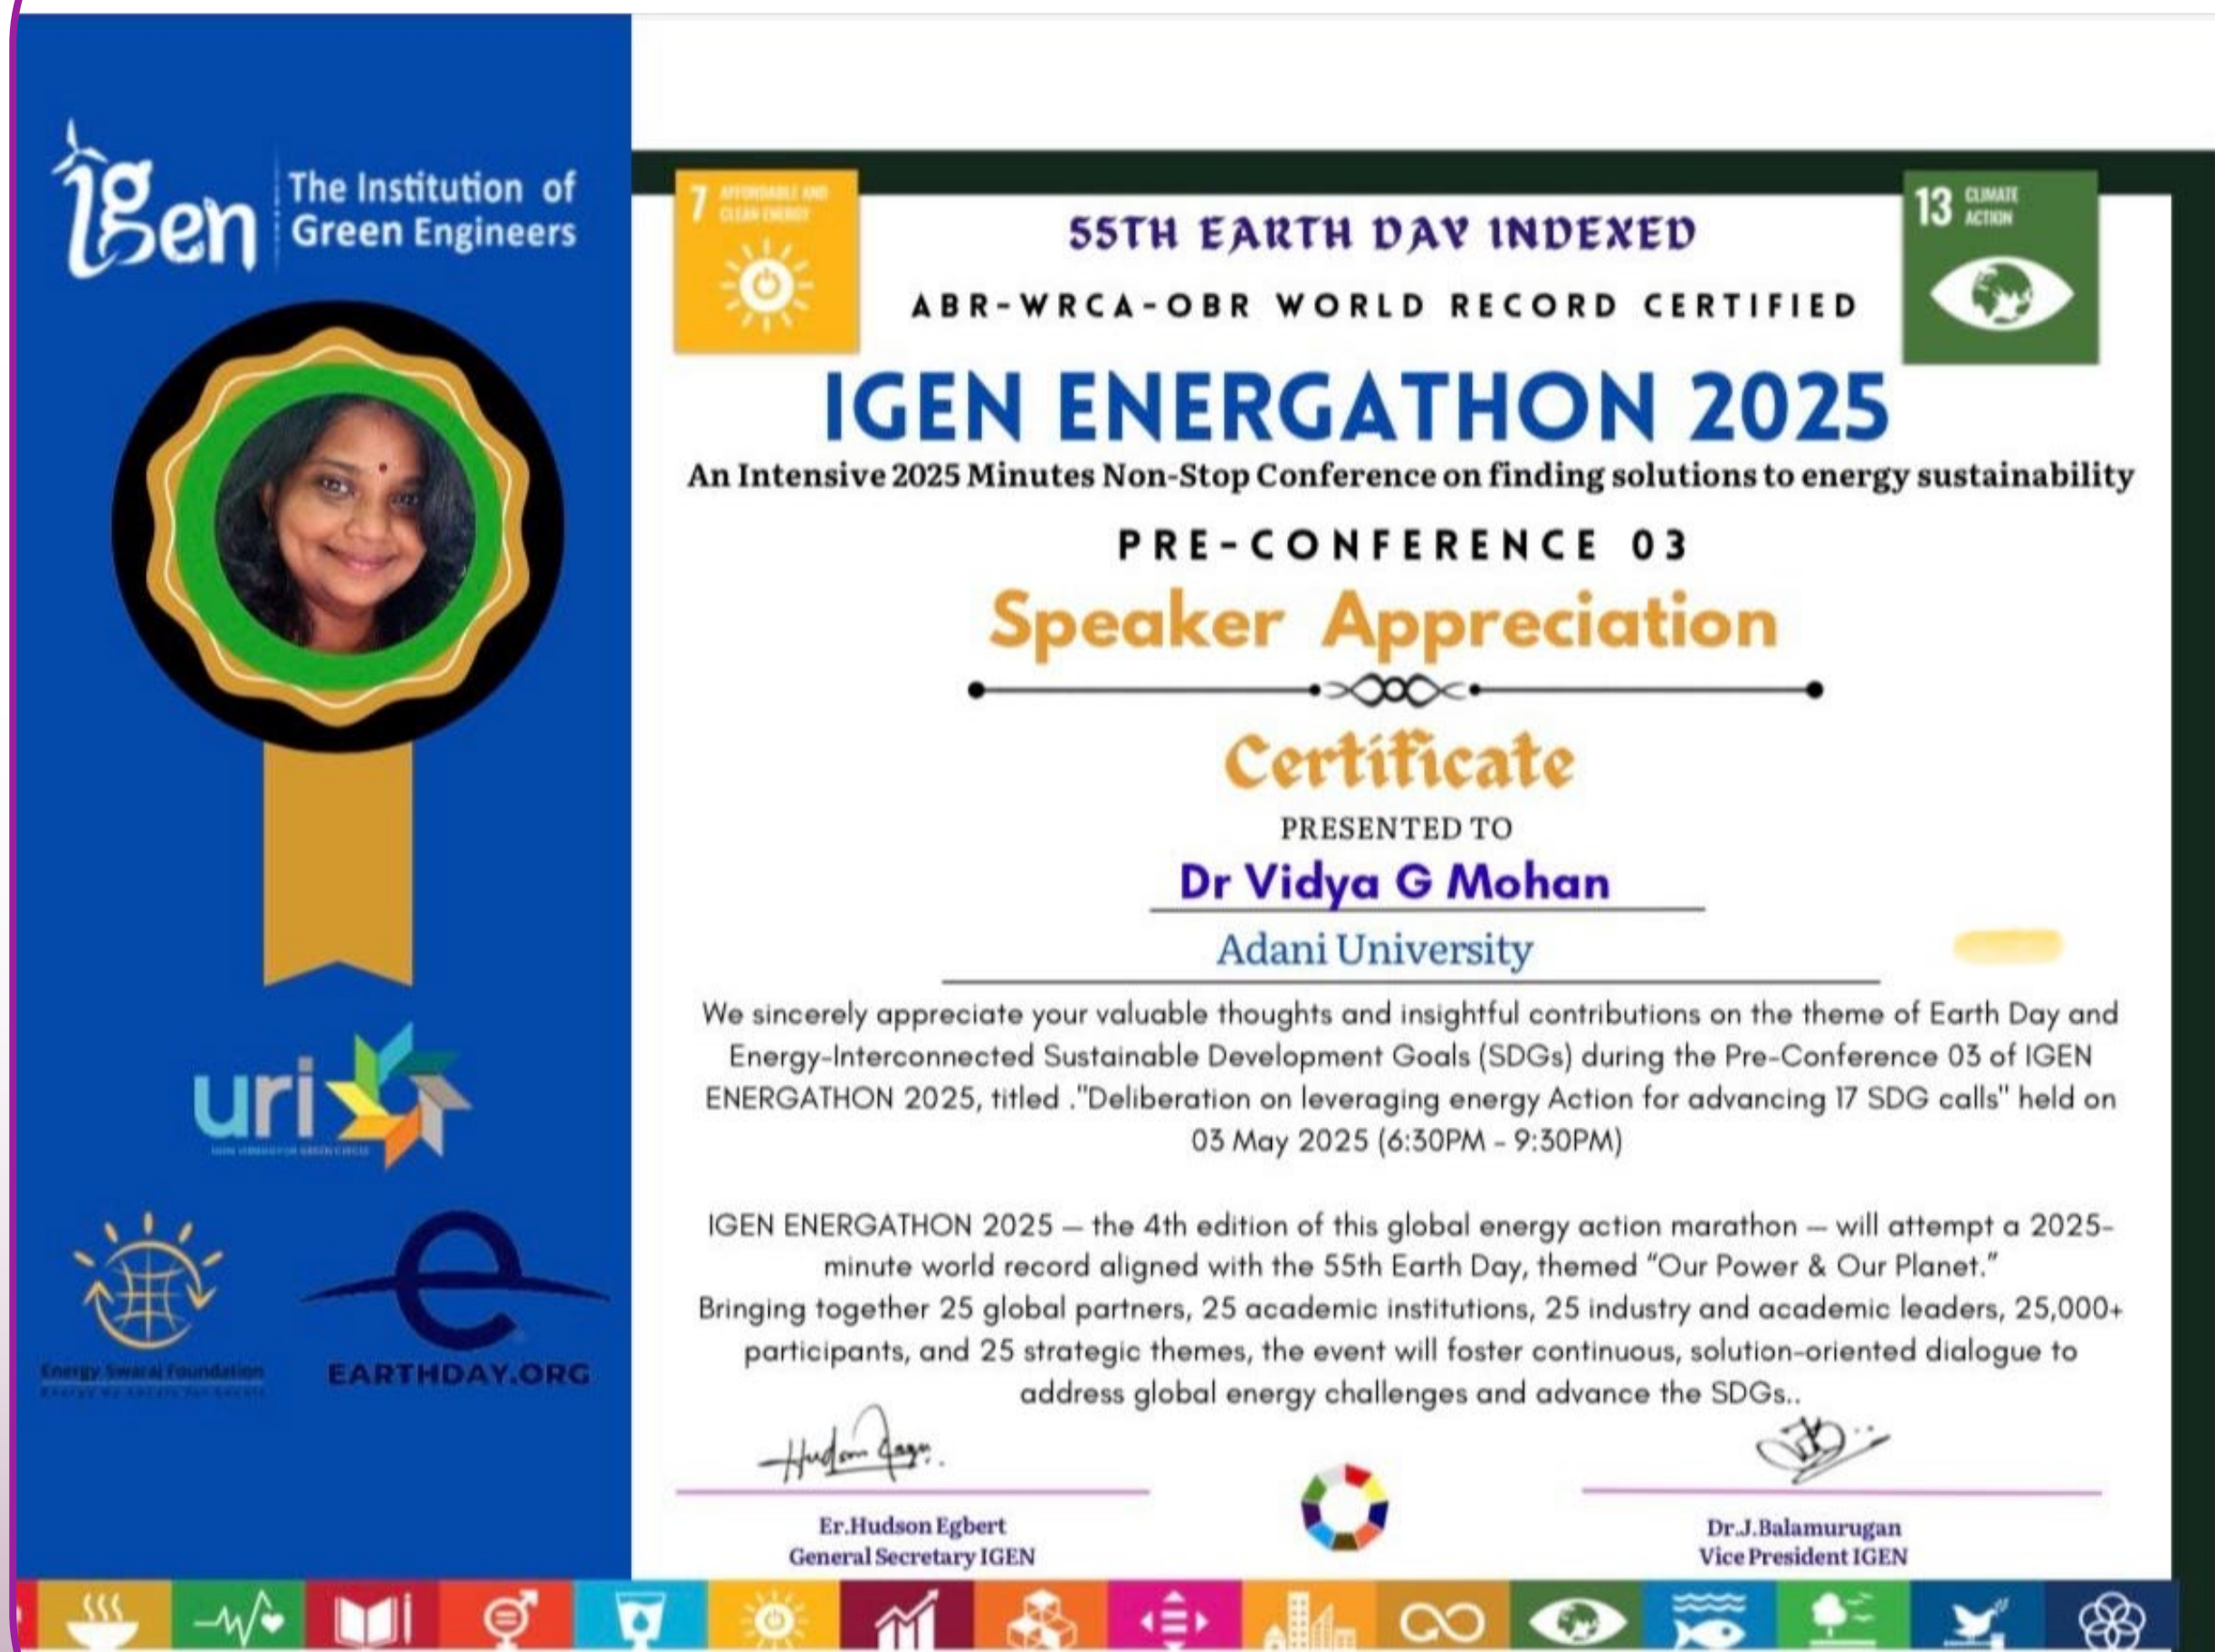 igen
The Institution of
Green Engineers
7 AFFORDABLE AND
CLEAN ENERGY
13 CLIMATE
ACTION
55TH EARTH DAY INDEXED
ABR-WRCA-OBR WORLD RECORD CERTIFIED
IGEN ENERGATHON 2025
An Intensive 2025 Minutes Non-Stop Conference on finding solutions to energy sustainability
PRE-CONFERENCE 03
Speaker Appreciation
Certificate
PRESENTED TO
Dr Vidya G Mohan
Adani University
We sincerely appreciate your valuable thoughts and insightful contributions on the theme of Earth Day and
Energy-Interconnected Sustainable Development Goals (SDGs) during the Pre-Conference 03 of IGEN
ENERGATHON 2025, titled ."Deliberation on leveraging energy Action for advancing 17 SDG calls" held on
03 May 2025 (6:30PM - 9:30PM)
IGEN ENERGATHON 2025 – the 4th edition of this global energy action marathon – will attempt a 2025-
minute world record aligned with the 55th Earth Day, themed “Our Power & Our Planet.”
Bringing together 25 global partners, 25 academic institutions, 25 industry and academic leaders, 25,000+
participants, and 25 strategic themes, the event will foster continuous, solution-oriented dialogue to
address global energy challenges and advance the SDGs..
Er.Hudson Egbert
General Secretary IGEN
Dr.J.Balamurugan
Vice President IGEN
uri
Energy Swaraj Foundation
e
EARTHDAY.ORG